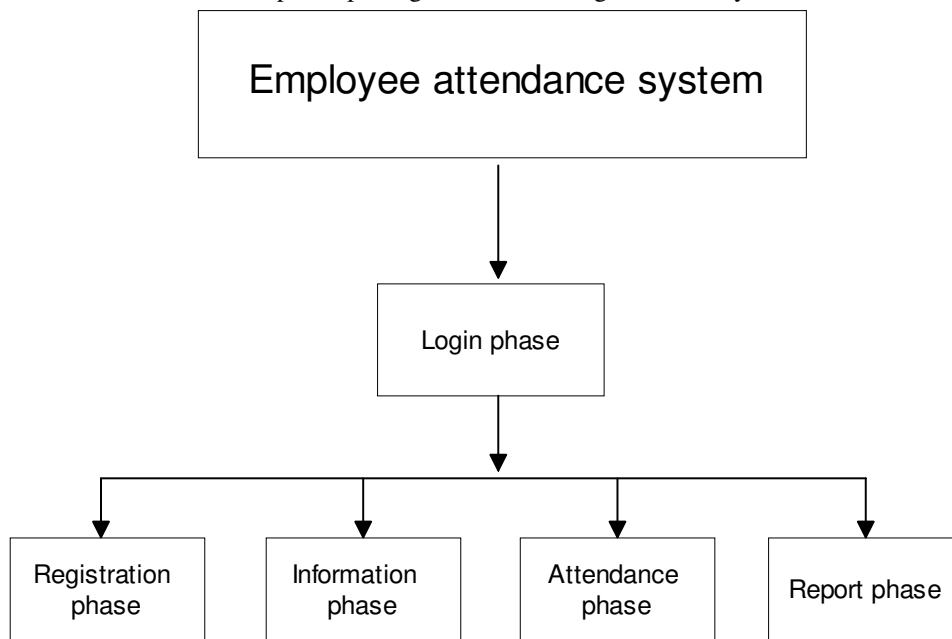 Employee attendance system
Login phase
Registration
phase
Information
phase
Attendance
phase
Report phase